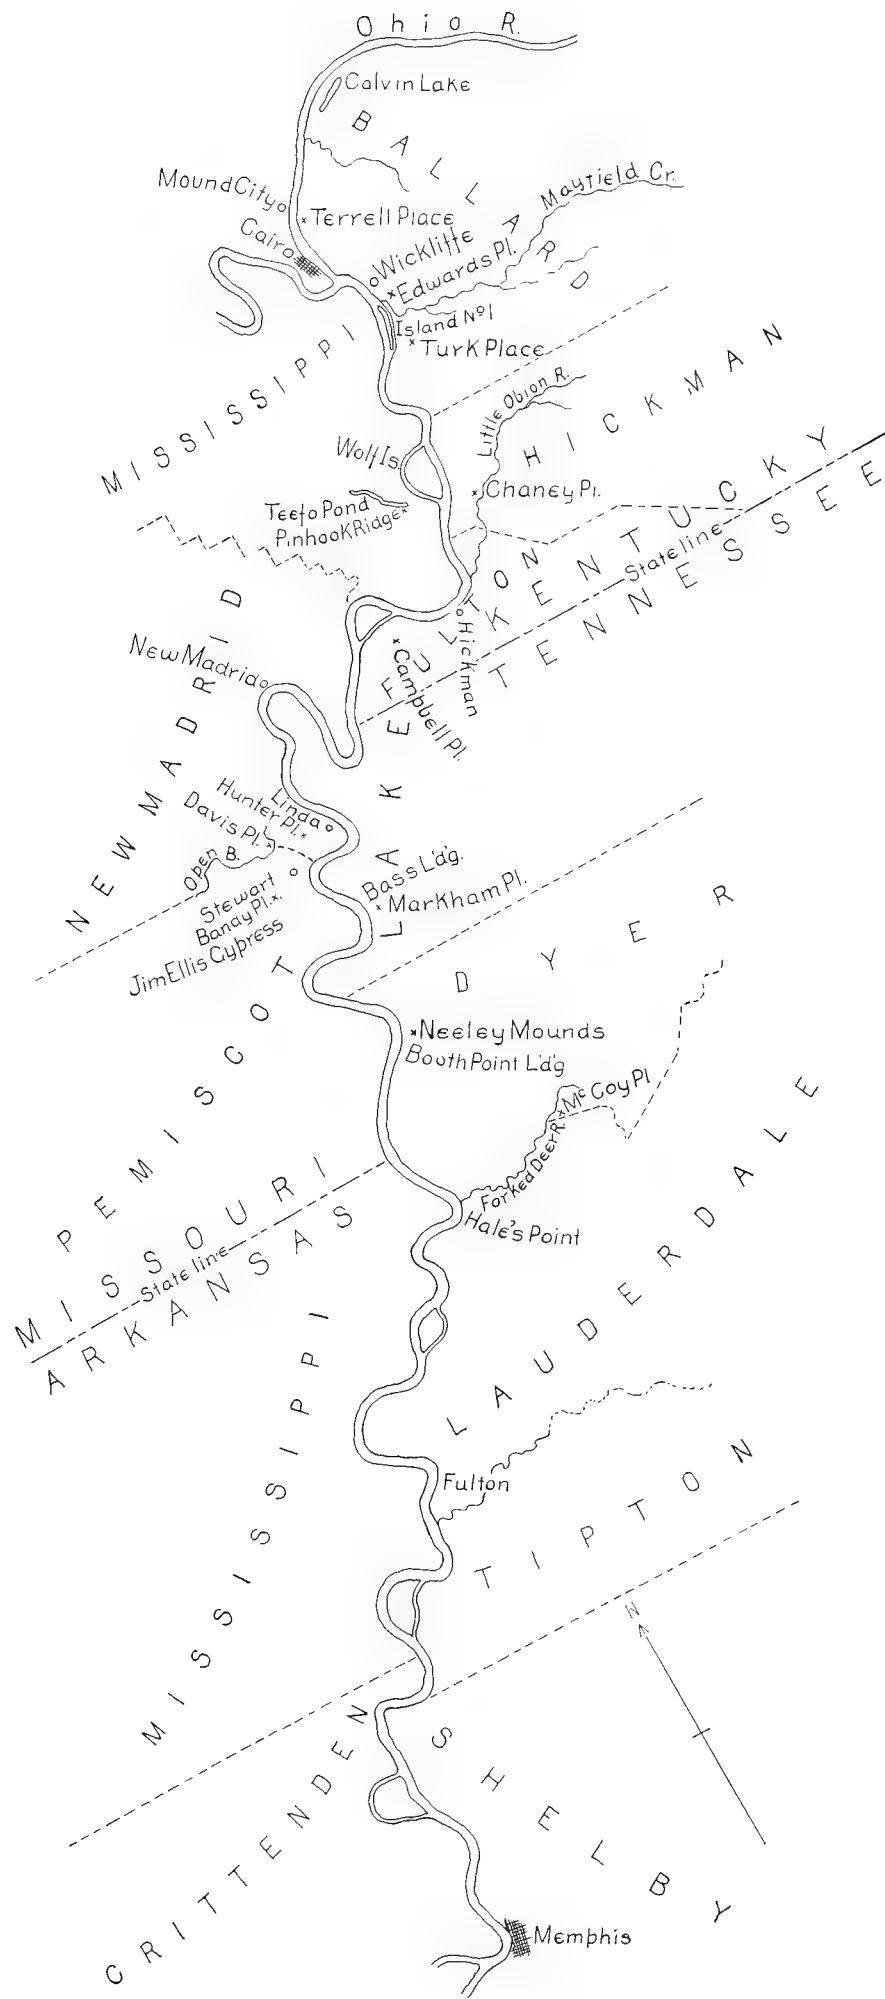 Ohio R.
Calvin Lake
BALLARD
Mayfield Cr.
Mound City
Terrell Place
Cairo
Wickliffe
Edwards Pl.
Island No 1
Turk Place
MISSISSIPPI
HICKMAN
Little Obion R.
Wolf Is.
Chaney Pl.
Teefo Pond
Pinhook Ridge
KENTUCKY
State line
TENNESSEE
FULTON
Hickman
Campbell Pl.
New Madrid
NEW MADRID
LAKE
Linda
Hunter Pl.
Davis Pl.
Open B.
Stewart
Banay Pl.
Jim Ellis Cypress
Bass L'd'g.
Markham Pl.
DYER
Neeley Mounds
Booth Point L'd'g
McCoy Pl
Forked Deer R.
Hale's Point
PEMISCOT
MISSOURI
State line
ARKANSAS
LAUDERDALE
MISSISSIPPI
Fulton
TIPTON
N
CRITTENDEN
SHELBY
Memphis